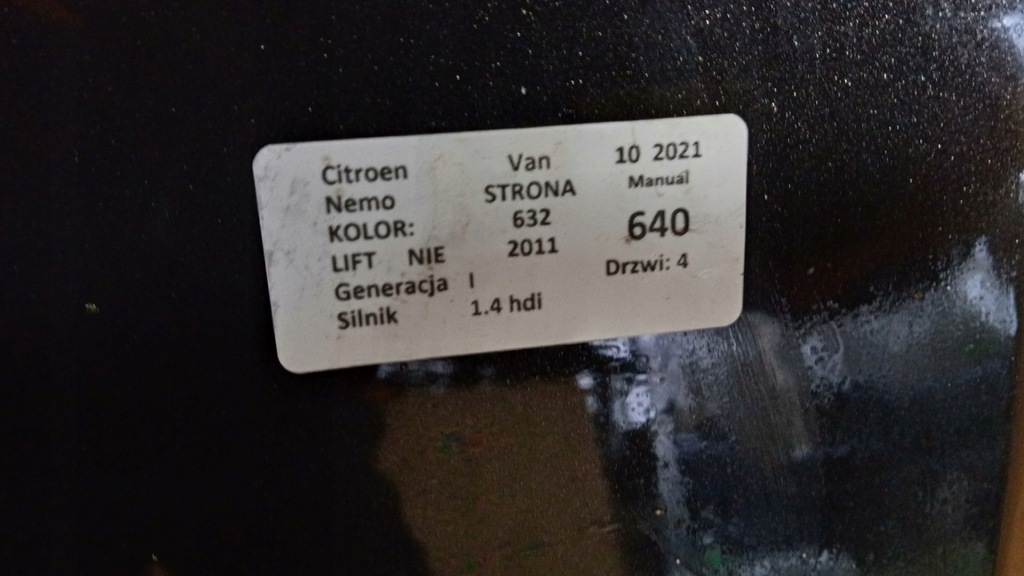 Citroen Van 10 2021
Nemo STRONA Manual
KOLOR: 632 640
LIFT NIE 2011
Generacja I Drzwi: 4
Silnik 1.4 hdi